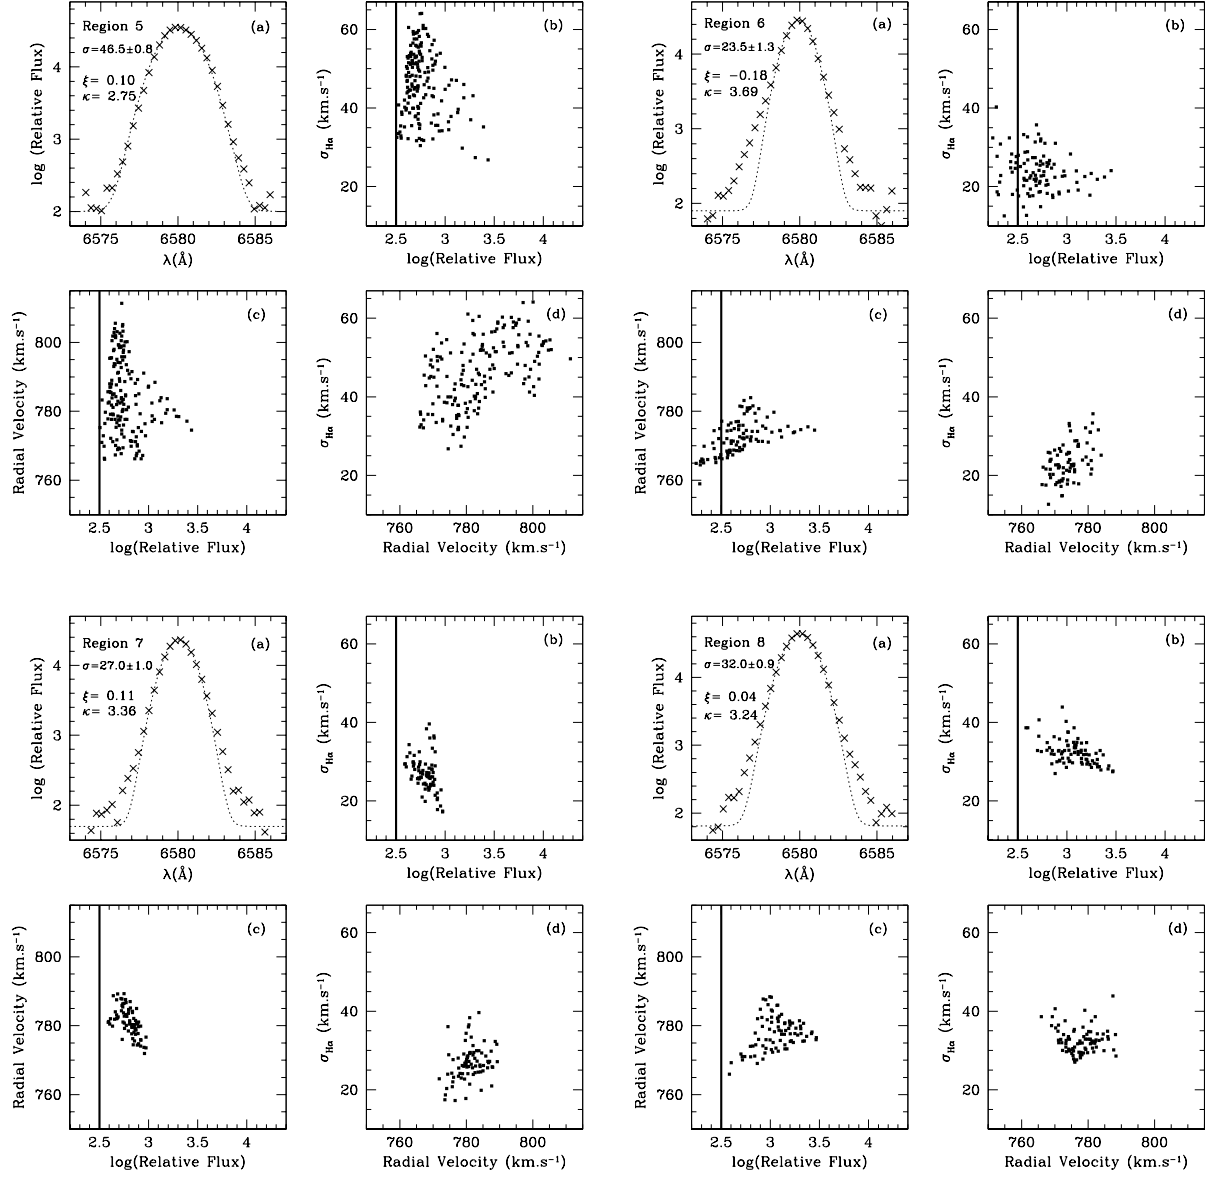 Region 5 (a)
σ=46.5±0.8
ξ= 0.10
κ= 2.75
log (Relative Flux)
5
4
3
2
6575 6580 6585
λ(Å)
(b)
σHα (km.s⁻¹)
60
40
20
2.5 3 3.5 4
log(Relative Flux)
Region 6 (a)
σ=23.5±1.3
ξ= −0.18
κ= 3.69
log (Relative Flux)
4
3
2
6575 6580 6585
λ(Å)
(b)
σHα (km.s⁻¹)
60
40
20
2.5 3 3.5 4
log(Relative Flux)
(c)
Radial Velocity (km.s⁻¹)
800
780
760
2.5 3 3.5 4
log(Relative Flux)
(d)
σHα (km.s⁻¹)
60
40
20
760 780 800
Radial Velocity (km.s⁻¹)
(c)
Radial Velocity (km.s⁻¹)
800
780
760
2.5 3 3.5 4
log(Relative Flux)
(d)
σHα (km.s⁻¹)
60
40
20
760 780 800
Radial Velocity (km.s⁻¹)
Region 7 (a)
σ=27.0±1.0
ξ= 0.11
κ= 3.36
log (Relative Flux)
4
3
2
6575 6580 6585
λ(Å)
(b)
σHα (km.s⁻¹)
60
40
20
2.5 3 3.5 4
log(Relative Flux)
Region 8 (a)
σ=32.0±0.9
ξ= 0.04
κ= 3.24
log (Relative Flux)
4
3
2
6575 6580 6585
λ(Å)
(b)
σHα (km.s⁻¹)
60
40
20
2.5 3 3.5 4
log(Relative Flux)
(c)
Radial Velocity (km.s⁻¹)
800
780
760
2.5 3 3.5 4
log(Relative Flux)
(d)
σHα (km.s⁻¹)
60
40
20
760 780 800
Radial Velocity (km.s⁻¹)
(c)
Radial Velocity (km.s⁻¹)
800
780
760
2.5 3 3.5 4
log(Relative Flux)
(d)
σHα (km.s⁻¹)
60
40
20
760 780 800
Radial Velocity (km.s⁻¹)